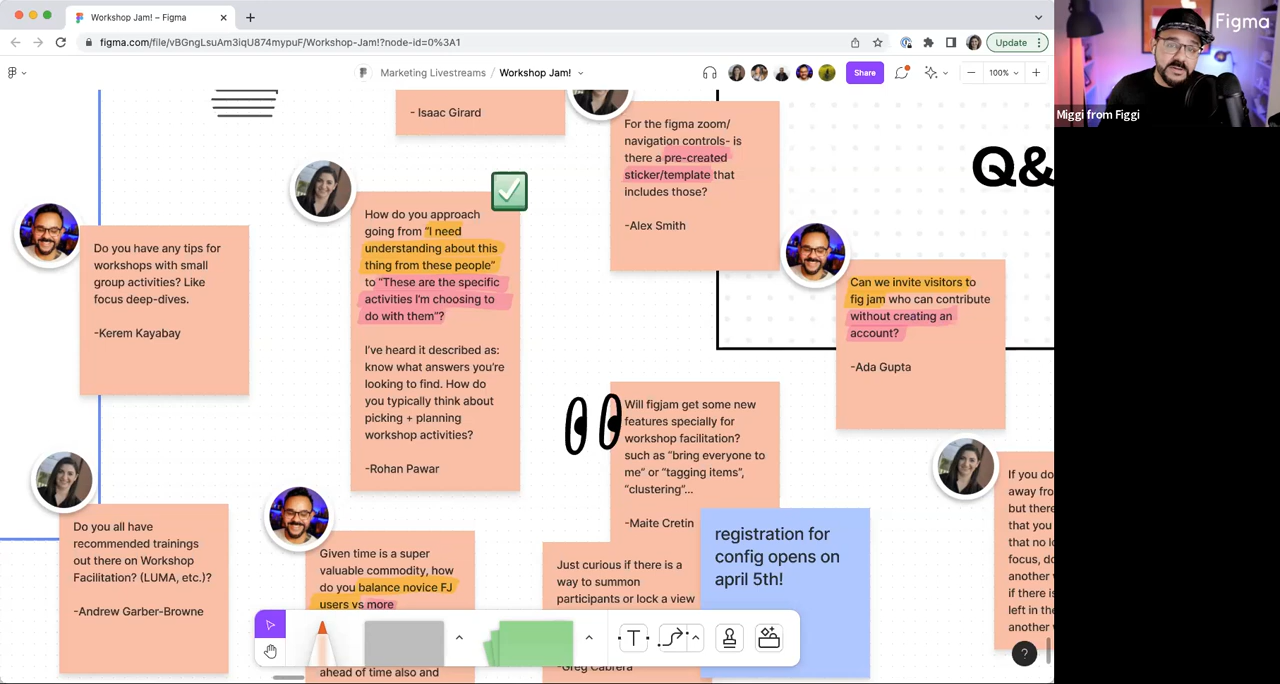 Workshop Jam! – Figma
figma.com/file/vBGngLsuAm3iqU874mypuF/Workshop-Jam!?node-id=0%3A1
Update
Marketing Livestreams / Workshop Jam!
Share
100%
Figma
Miggi from Figgi
- Isaac Girard
For the figma zoom/
navigation controls- is
there a pre-created
sticker/template that
includes those?
-Alex Smith
Q&
How do you approach
going from “I need
understanding about this
thing from these people”
to “These are the specific
activities I’m choosing to
do with them”?
I’ve heard it described as:
know what answers you’re
looking to find. How do
you typically think about
picking + planning
workshop activities?
-Rohan Pawar
Do you have any tips for
workshops with small
group activities? Like
focus deep-dives.
-Kerem Kayabay
Can we invite visitors to
fig jam who can contribute
without creating an
account?
-Ada Gupta
Will figjam get some new
features specially for
workshop facilitation?
such as “bring everyone to
me” or “tagging items”,
“clustering”...
-Maite Cretin
If you do
away fro
but there
that you
that no lo
focus, do
another
if there is
left in the
another
Do you all have
recommended trainings
out there on Workshop
Facilitation? (LUMA, etc.)?
-Andrew Garber-Browne
Given time is a super
valuable commodity, how
do you balance novice FJ
users vs more
ahead of time also and
Just curious if there is a
way to summon
participants or lock a view
-Greg Cabrera
registration for
config opens on
april 5th!
T
?